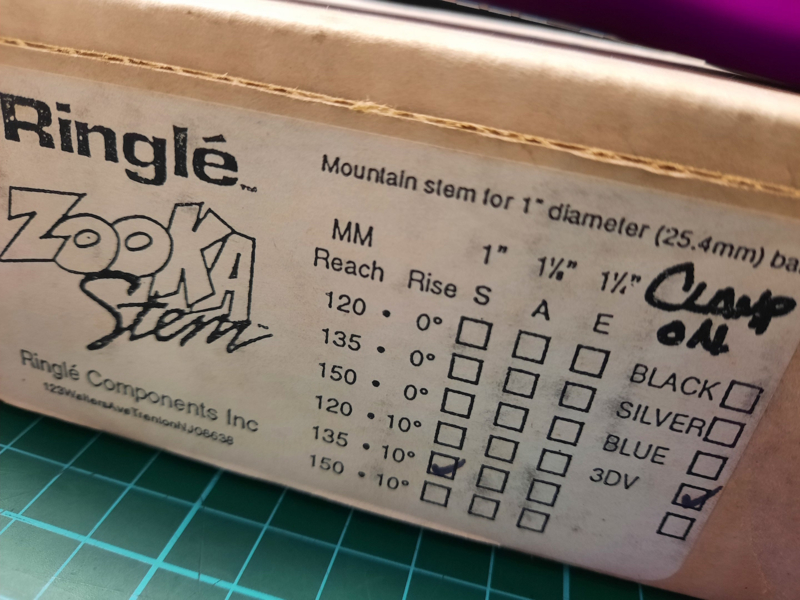 Ringlé™
ZOOKA
Stem
Ringlé Components Inc
123WaltersAveTrentonNJ08638
Mountain stem for 1" diameter (25.4mm)
MM
Reach Rise
1" 1⅛" 1¼"
S A E
CLAMP
ON
120 • 0°
135 • 0°
150 • 0°
120 • 10°
135 • 10°
150 • 10°
BLACK
SILVER
BLUE
3DV